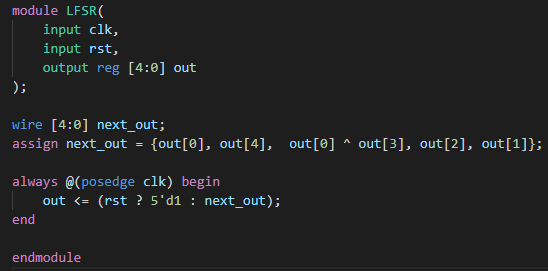 module LFSR(
    input clk,
    input rst,
    output reg [4:0] out
);
wire [4:0] next_out;
assign next_out = {out[0], out[4],  out[0] ^ out[3], out[2], out[1]};
always @(posedge clk) begin
    out <= (rst ? 5'd1 : next_out);
end
endmodule